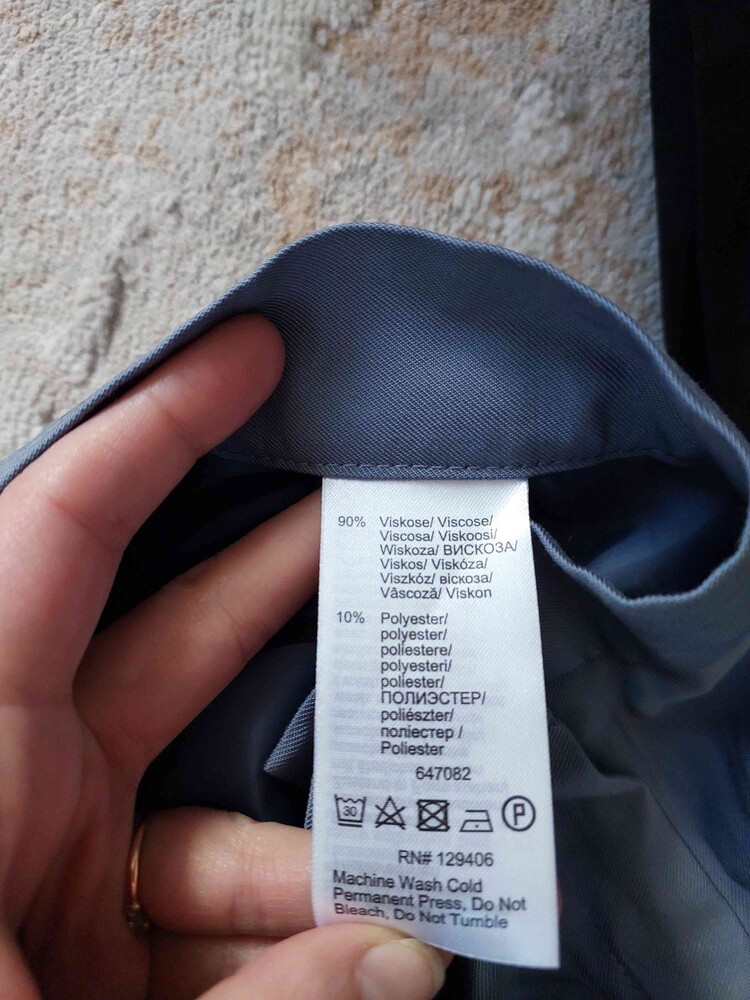 90% Viskose/ Viscose/
Viscosa/ Viskoosi/
Wiskoza/ ВИСКОЗА/
Viskos/ Viskóza/
Viszkóz/ віскоза/
Vâscoză/ Viskon
10% Polyester/
polyester/
poliestere/
polyesteri/
poliester/
ПОЛИЭСТЕР/
poliészter/
поліестер /
Poliester
647082
30
P
RN# 129406
Machine Wash Cold
Permanent Press, Do Not
Bleach, Do Not Tumble